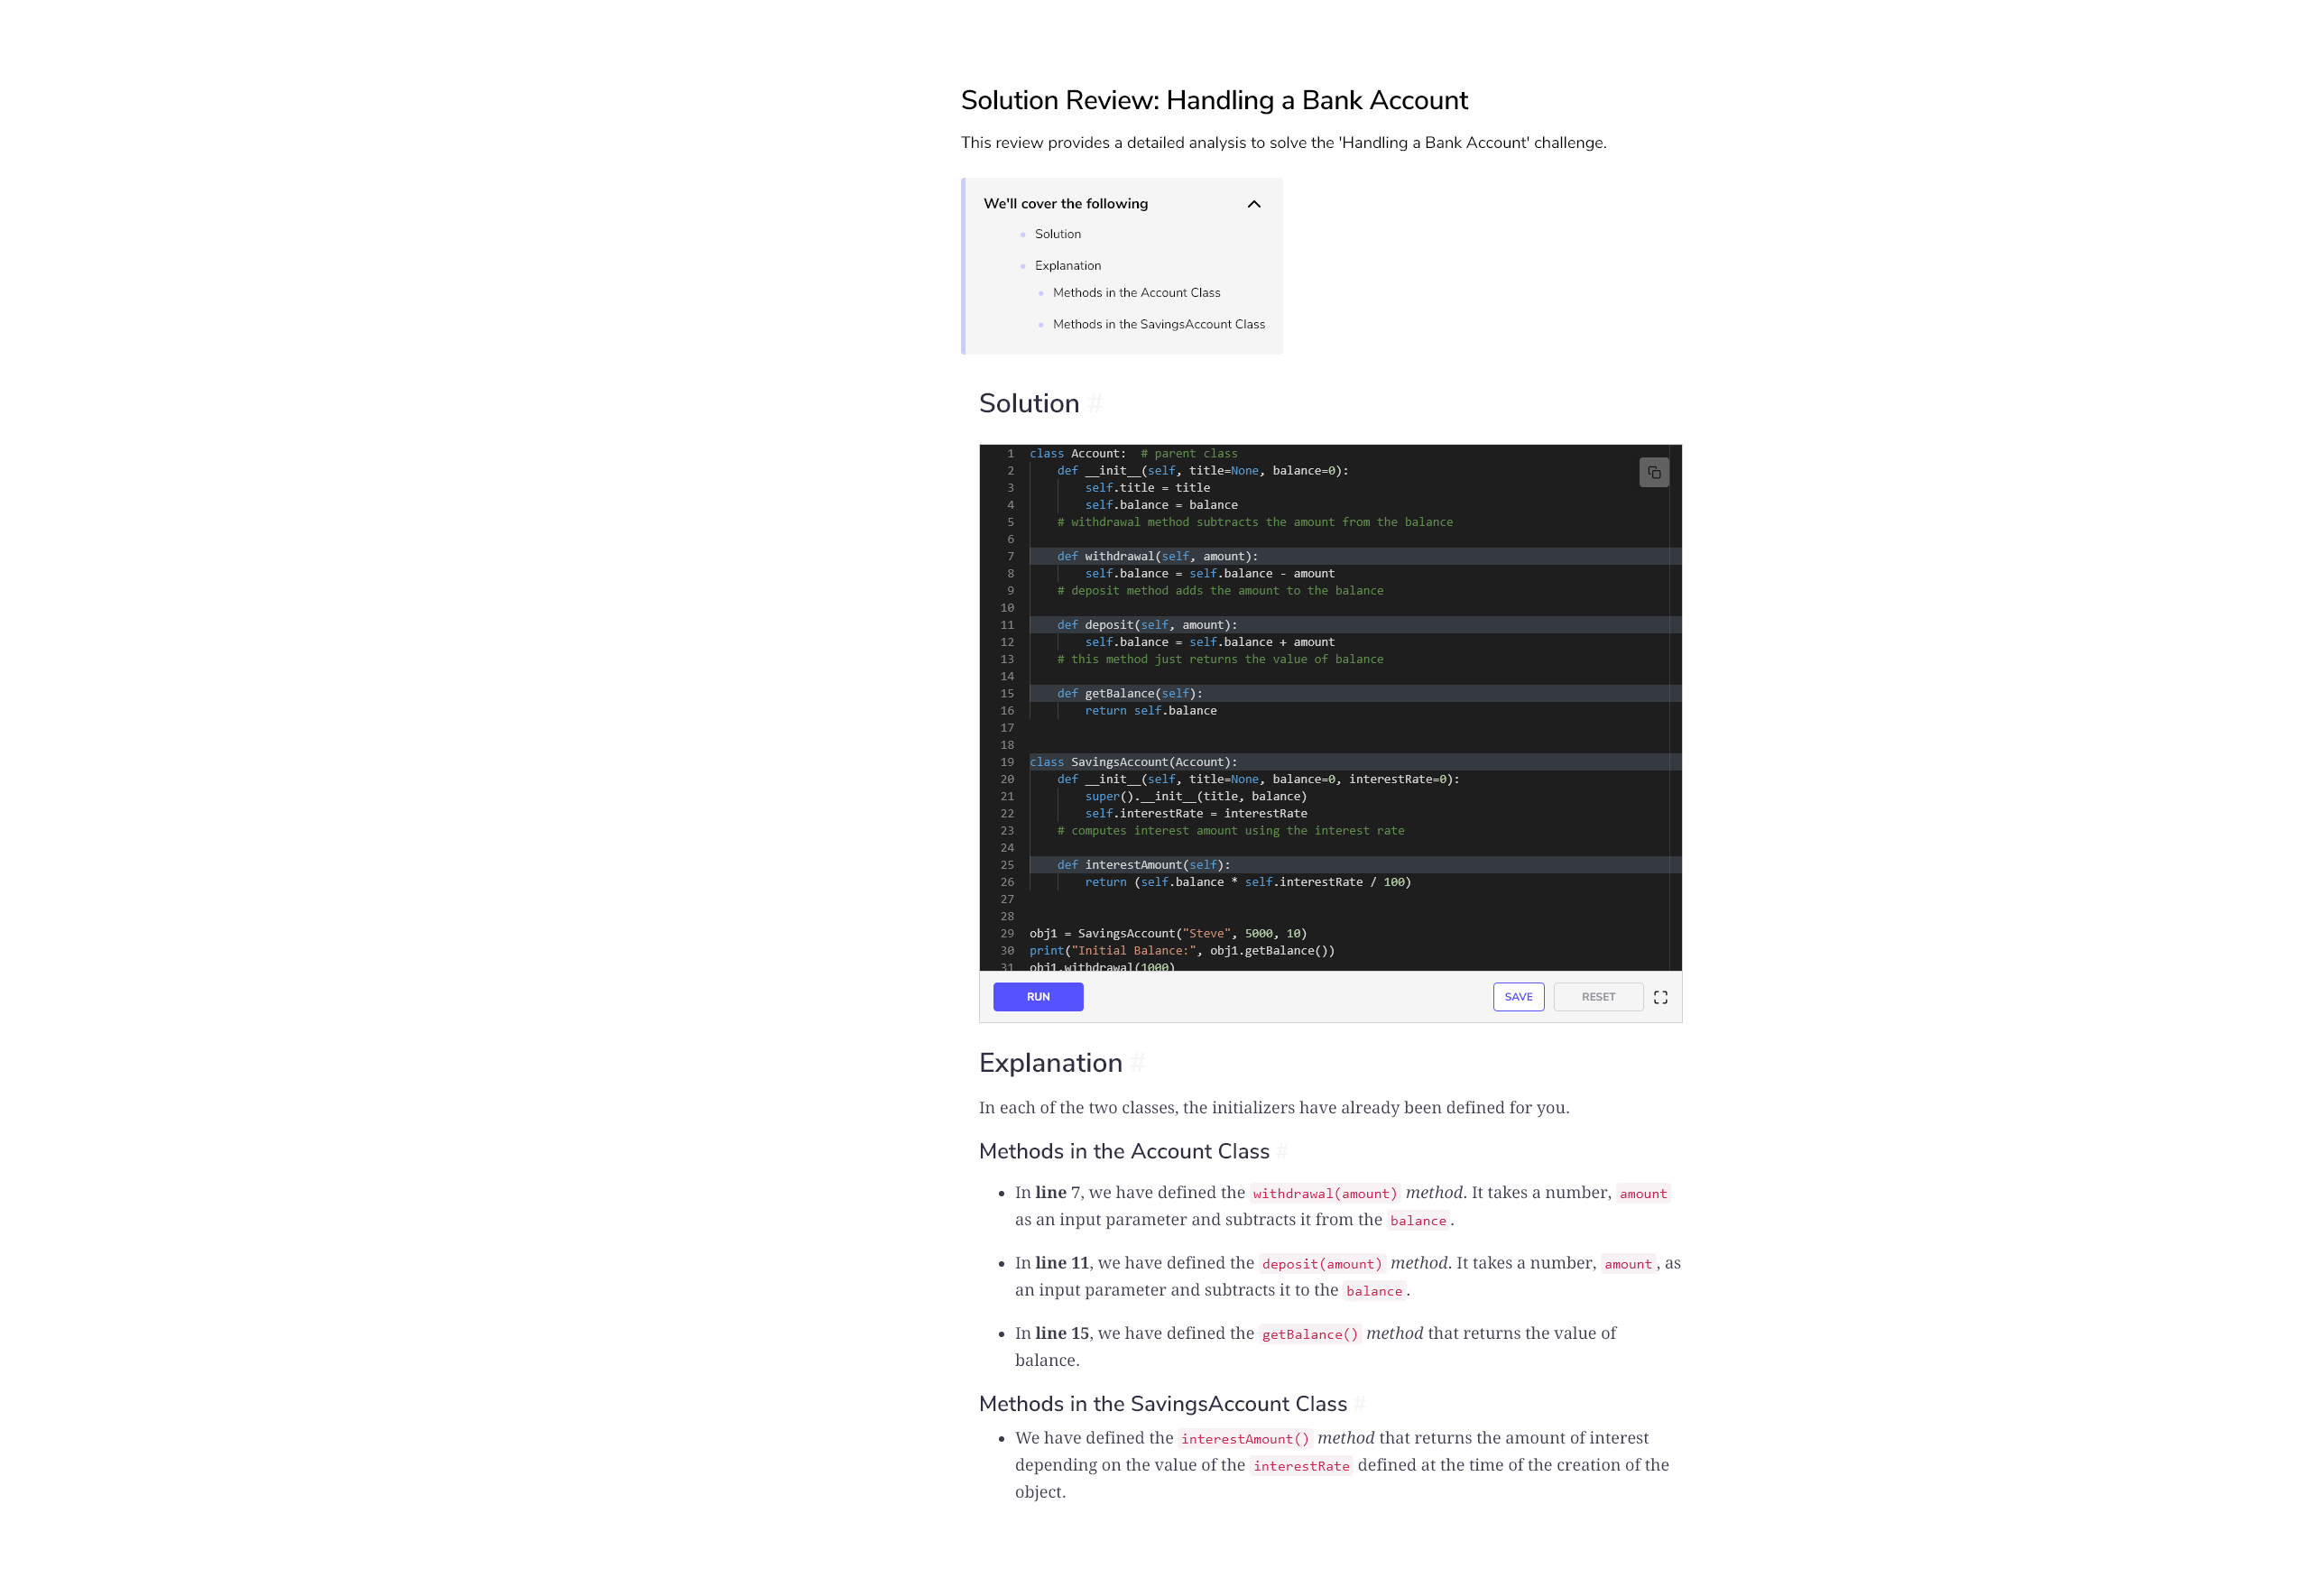 Solution Review: Handling a Bank Account
This review provides a detailed analysis to solve the 'Handling a Bank Account' challenge.
We'll cover the following
Solution
Explanation
Methods in the Account Class
Methods in the SavingsAccount Class
Solution #
1 class Account:  # parent class
2     def __init__(self, title=None, balance=0):
3         self.title = title
4         self.balance = balance
5     # withdrawal method subtracts the amount from the balance
6
7     def withdrawal(self, amount):
8         self.balance = self.balance - amount
9     # deposit method adds the amount to the balance
10
11     def deposit(self, amount):
12         self.balance = self.balance + amount
13     # this method just returns the value of balance
14
15     def getBalance(self):
16         return self.balance
17
18
19 class SavingsAccount(Account):
20     def __init__(self, title=None, balance=0, interestRate=0):
21         super().__init__(title, balance)
22         self.interestRate = interestRate
23     # computes interest amount using the interest rate
24
25     def interestAmount(self):
26         return (self.balance * self.interestRate / 100)
27
28
29 obj1 = SavingsAccount("Steve", 5000, 10)
30 print("Initial Balance:", obj1.getBalance())
31 obj1.withdrawal(1000)
RUN SAVE RESET
Explanation #
In each of the two classes, the initializers have already been defined for you.
Methods in the Account Class #
• In line 7, we have defined the withdrawal(amount) method. It takes a number, amount
as an input parameter and subtracts it from the balance.
• In line 11, we have defined the deposit(amount) method. It takes a number, amount, as
an input parameter and subtracts it to the balance.
• In line 15, we have defined the getBalance() method that returns the value of
balance.
Methods in the SavingsAccount Class #
• We have defined the interestAmount() method that returns the amount of interest
depending on the value of the interestRate defined at the time of the creation of the
object.